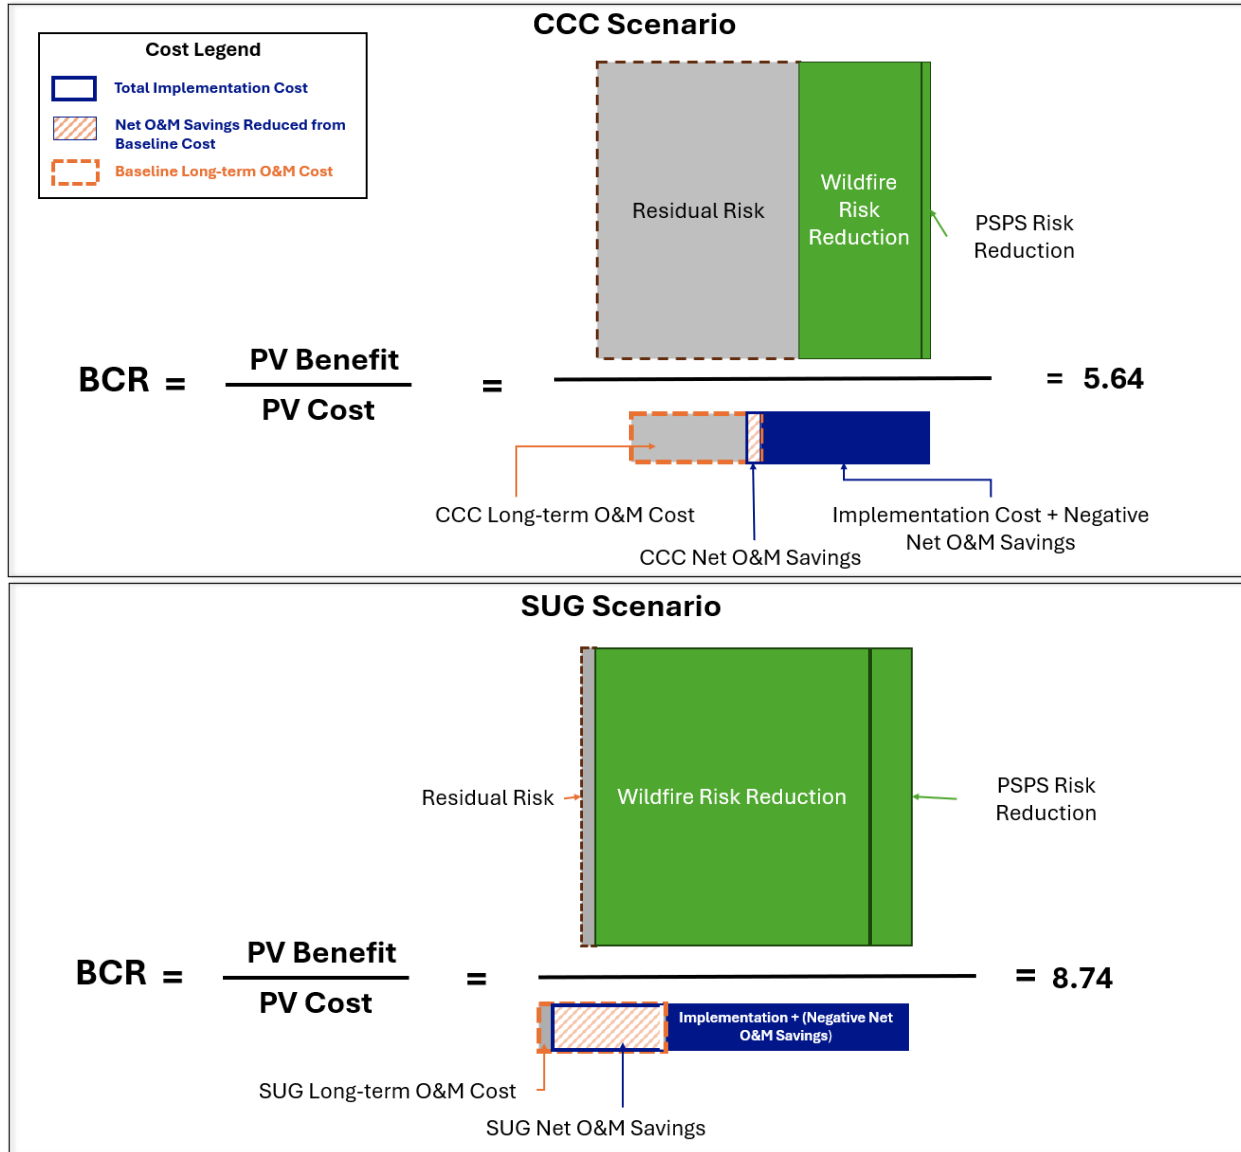 CCC Scenario
Cost Legend
Total Implementation Cost
Net O&M Savings Reduced from
Baseline Cost
Baseline Long-term O&M Cost
Residual Risk
Wildfire
Risk
Reduction
PSPS Risk
Reduction
BCR = PV Benefit
PV Cost
= = 5.64
CCC Long-term O&M Cost
CCC Net O&M Savings
Implementation Cost + Negative
Net O&M Savings
SUG Scenario
Residual Risk
Wildfire Risk Reduction
PSPS Risk
Reduction
BCR = PV Benefit
PV Cost
= = 8.74
Implementation + (Negative Net
O&M Savings)
SUG Long-term O&M Cost
SUG Net O&M Savings